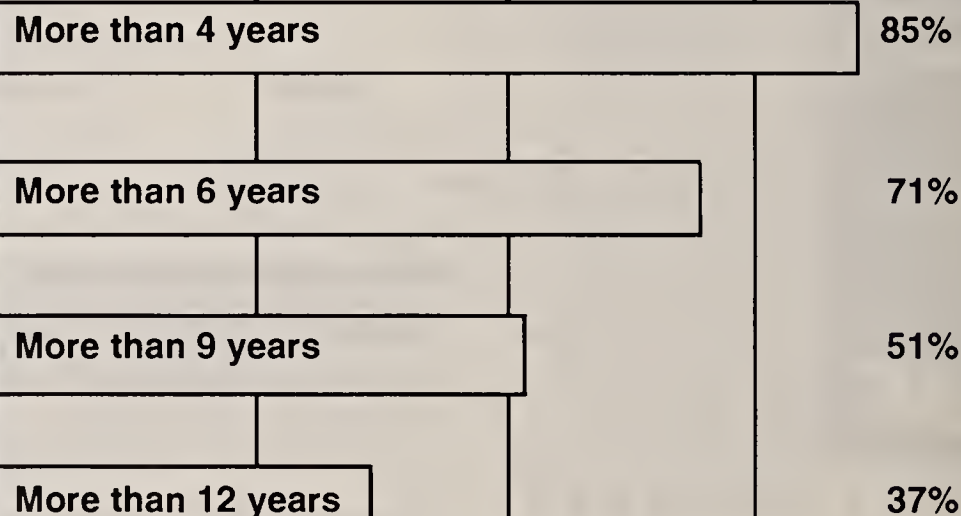 More than 4 years 85%
More than 6 years 71%
More than 9 years 51%
More than 12 years 37%